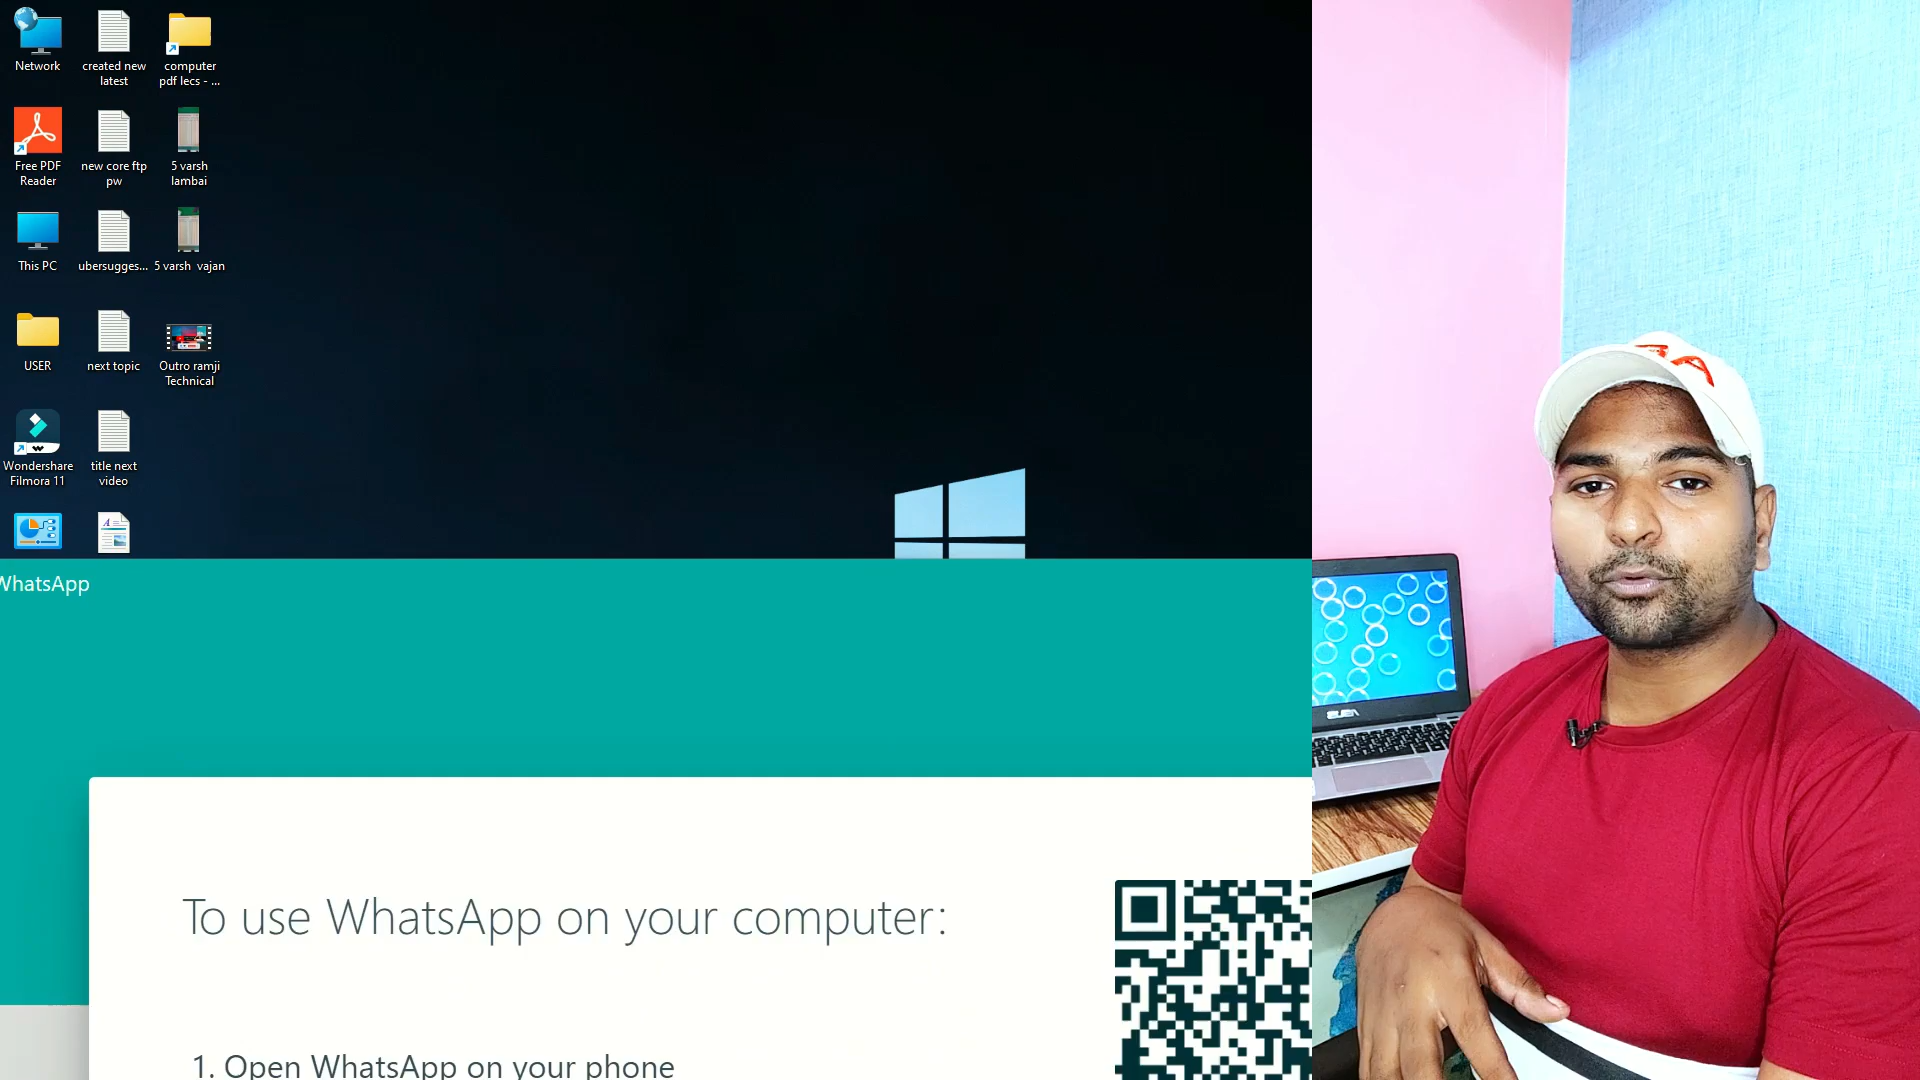 Network
created new
latest
computer
pdf lecs - ...
Free PDF
Reader
new core ftp
pw
5 varsh
lambai
This PC
ubersugges...
5 varsh vajan
USER
next topic
Outro ramji
Technical
Wondershare
Filmora 11
title next
video
WhatsApp
To use WhatsApp on your computer:
1. Open WhatsApp on your phone